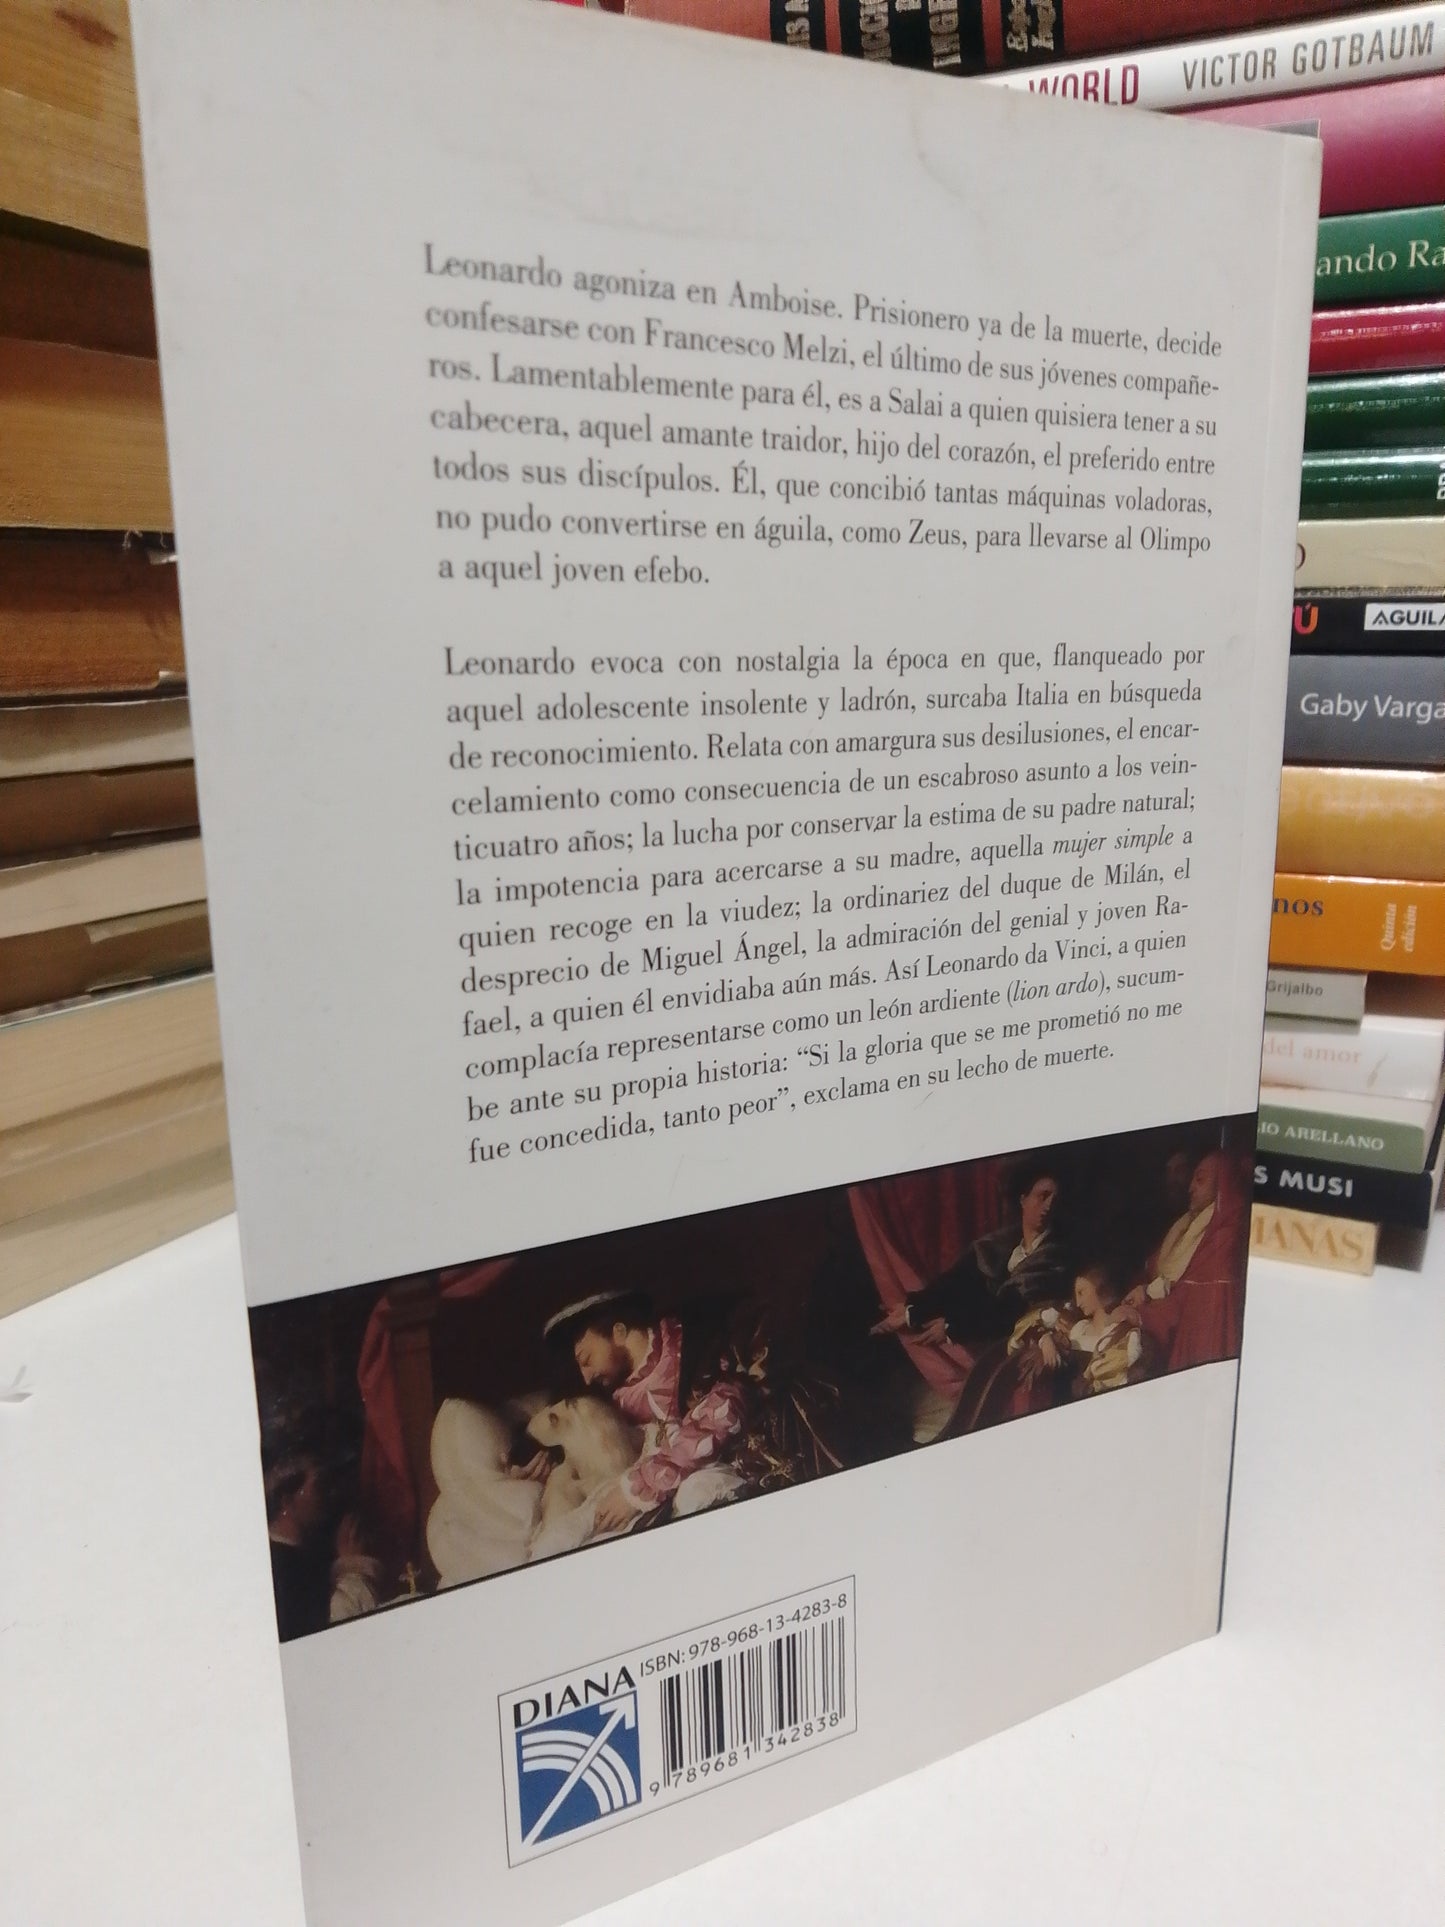 WORLD VICTOR GOTBAUM
ando Ra
AGUILA
Gaby Varga
nos
Quinta
edición
Grijalbo
del amor
IO ARELLANO
S MUSI
IANAS
Leonardo agoniza en Amboise. Prisionero ya de la muerte, decide
confesarse con Francesco Melzi, el último de sus jóvenes compañe-
ros. Lamentablemente para él, es a Salai a quien quisiera tener a su
cabecera, aquel amante traidor, hijo del corazón, el preferido entre
todos sus discípulos. Él, que concibió tantas máquinas voladoras,
no pudo convertirse en águila, como Zeus, para llevarse al Olimpo
a aquel joven efebo.
Leonardo evoca con nostalgia la época en que, flanqueado por
aquel adolescente insolente y ladrón, surcaba Italia en búsqueda
de reconocimiento. Relata con amargura sus desilusiones, el encar-
celamiento como consecuencia de un escabroso asunto a los vein-
ticuatro años; la lucha por conservar la estima de su padre natural;
la impotencia para acercarse a su madre, aquella mujer simple a
quien recoge en la viudez; la ordinariez del duque de Milán, el
desprecio de Miguel Ángel, la admiración del genial y joven Ra-
fael, a quien él envidiaba aún más. Así Leonardo da Vinci, a quien
complacía representarse como un león ardiente (lion ardo), sucum-
be ante su propia historia: “Si la gloria que se me prometió no me
fue concedida, tanto peor”, exclama en su lecho de muerte.
DIANA
ISBN: 978-968-13-4283-8
9 789681 342838